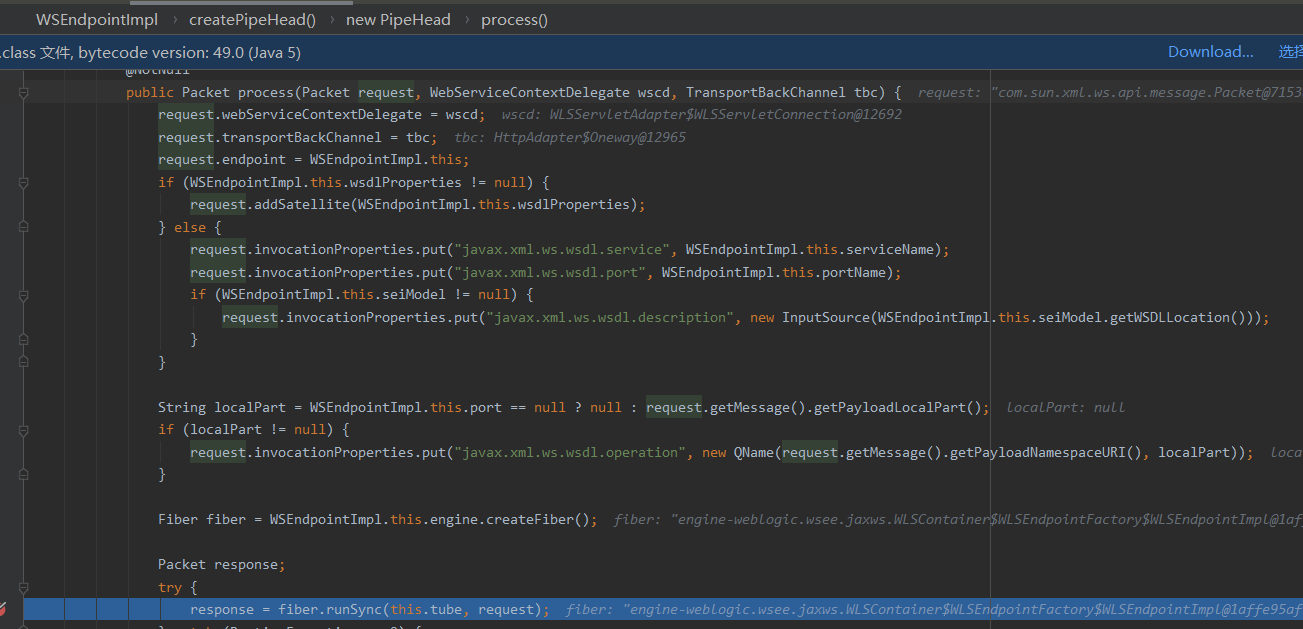 WSEndpointImpl › createPipeHead() › new PipeHead › process()
.class 文件, bytecode version: 49.0 (Java 5) Download... 选择
@NotNull
public Packet process(Packet request, WebServiceContextDelegate wscd, TransportBackChannel tbc) { request: "com.sun.xml.ws.api.message.Packet@7153
request.webServiceContextDelegate = wscd; wscd: WLSServletAdapter$WLSServletConnection@12692
request.transportBackChannel = tbc; tbc: HttpAdapter$Oneway@12965
request.endpoint = WSEndpointImpl.this;
if (WSEndpointImpl.this.wsdlProperties != null) {
request.addSatellite(WSEndpointImpl.this.wsdlProperties);
} else {
request.invocationProperties.put("javax.xml.ws.wsdl.service", WSEndpointImpl.this.serviceName);
request.invocationProperties.put("javax.xml.ws.wsdl.port", WSEndpointImpl.this.portName);
if (WSEndpointImpl.this.seiModel != null) {
request.invocationProperties.put("javax.xml.ws.wsdl.description", new InputSource(WSEndpointImpl.this.seiModel.getWSDLLocation()));
}
}
String localPart = WSEndpointImpl.this.port == null ? null : request.getMessage().getPayloadLocalPart(); localPart: null
if (localPart != null) {
request.invocationProperties.put("javax.xml.ws.wsdl.operation", new QName(request.getMessage().getPayloadNamespaceURI(), localPart)); loca
}
Fiber fiber = WSEndpointImpl.this.engine.createFiber(); fiber: "engine-weblogic.wsee.jaxws.WLSContainer$WLSEndpointFactory$WLSEndpointImpl@1aff
Packet response;
try {
response = fiber.runSync(this.tube, request); fiber: "engine-weblogic.wsee.jaxws.WLSContainer$WLSEndpointFactory$WLSEndpointImpl@1affe95af